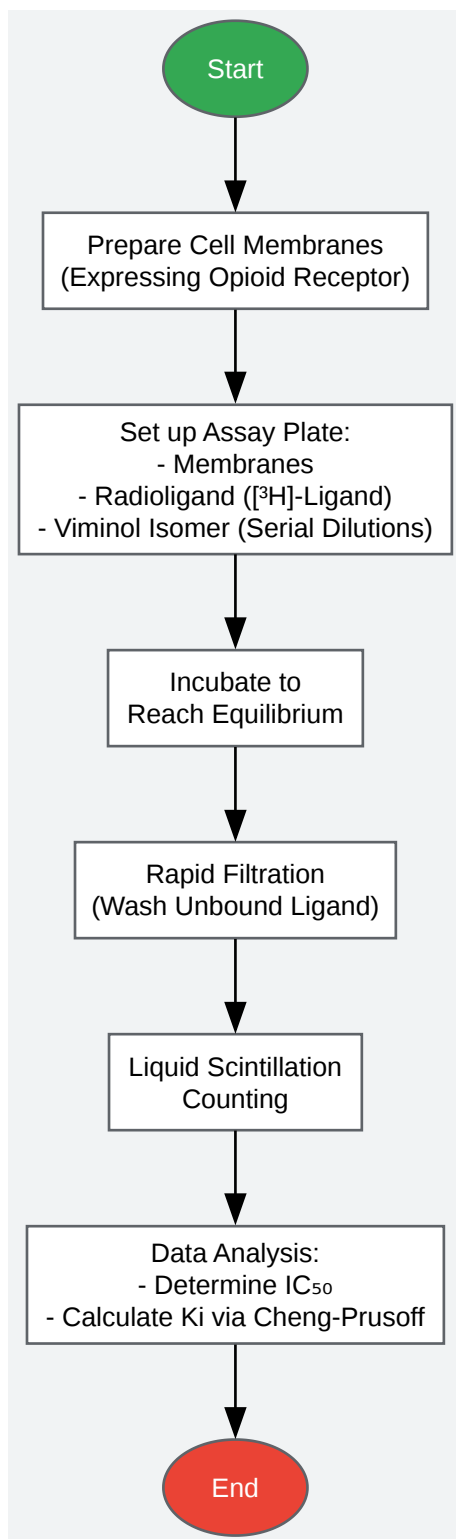 Start
Prepare Cell Membranes
(Expressing Opioid Receptor)
Set up Assay Plate:
- Membranes
- Radioligand ([³H]-Ligand)
- Viminol Isomer (Serial Dilutions)
Incubate to
Reach Equilibrium
Rapid Filtration
(Wash Unbound Ligand)
Liquid Scintillation
Counting
Data Analysis:
- Determine IC₅₀
- Calculate Ki via Cheng-Prusoff
End